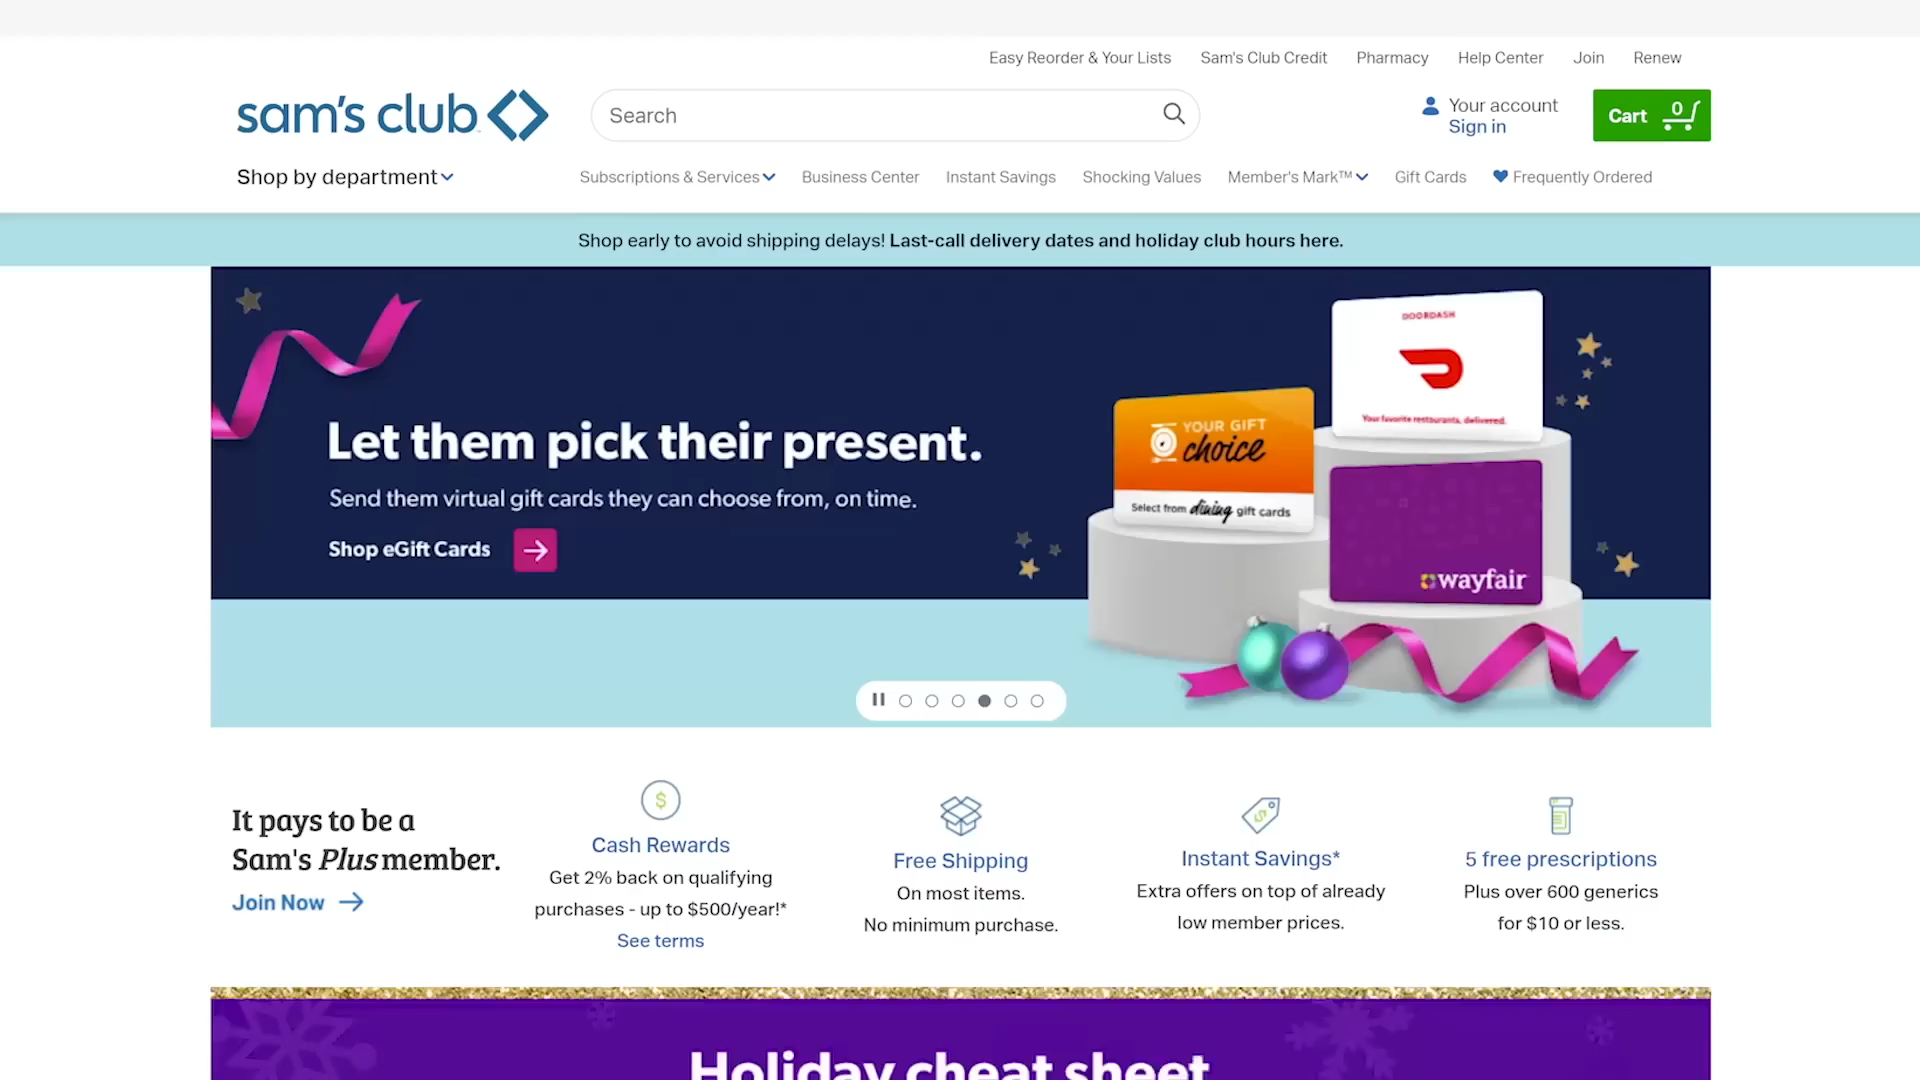 Easy Reorder & Your Lists Sam's Club Credit Pharmacy Help Center Join Renew
sam's club
Search
Your account
Sign in
Cart 0
Shop by department
Subscriptions & Services Business Center Instant Savings Shocking Values Member's Mark™ Gift Cards Frequently Ordered
Shop early to avoid shipping delays! Last-call delivery dates and holiday club hours here.
Let them pick their present.
Send them virtual gift cards they can choose from, on time.
Shop eGift Cards
DOORDASH
Your favorite restaurants, delivered.
YOUR GIFT
choice
Select from dining gift cards
wayfair
It pays to be a
Sam's Plus member.
Join Now
Cash Rewards
Get 2% back on qualifying
purchases - up to $500/year!*
See terms
Free Shipping
On most items.
No minimum purchase.
Instant Savings*
Extra offers on top of already
low member prices.
5 free prescriptions
Plus over 600 generics
for $10 or less.
Holiday cheat sheet